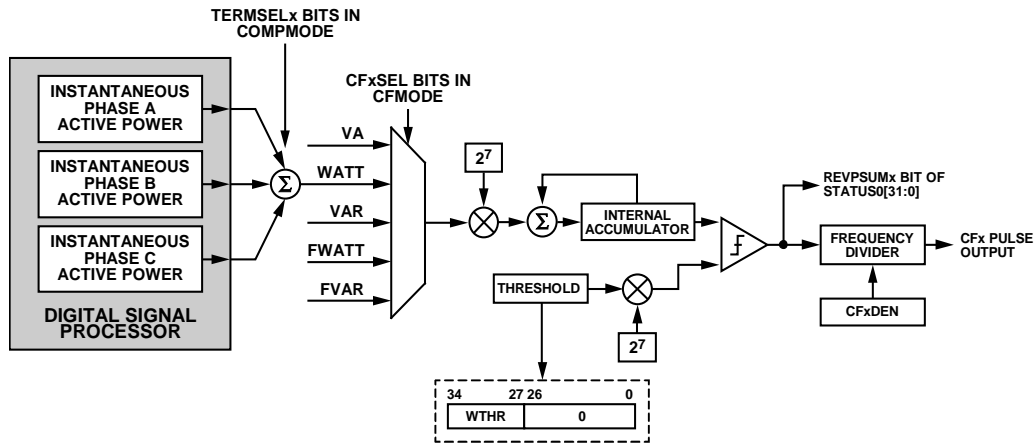 TERMSELx BITS IN
COMPMODE
INSTANTANEOUS
PHASE A
ACTIVE POWER
INSTANTANEOUS
PHASE B
ACTIVE POWER
INSTANTANEOUS
PHASE C
ACTIVE POWER
DIGITAL SIGNAL
PROCESSOR
Σ
CFxSEL BITS IN
CFMODE
VA
WATT
VAR
FWATT
FVAR
2⁷
Σ
INTERNAL
ACCUMULATOR
THRESHOLD
2⁷
REVPSUMx BIT OF
STATUS0[31:0]
FREQUENCY
DIVIDER
CFx PULSE
OUTPUT
CFxDEN
34 27 26 0
WTHR 0